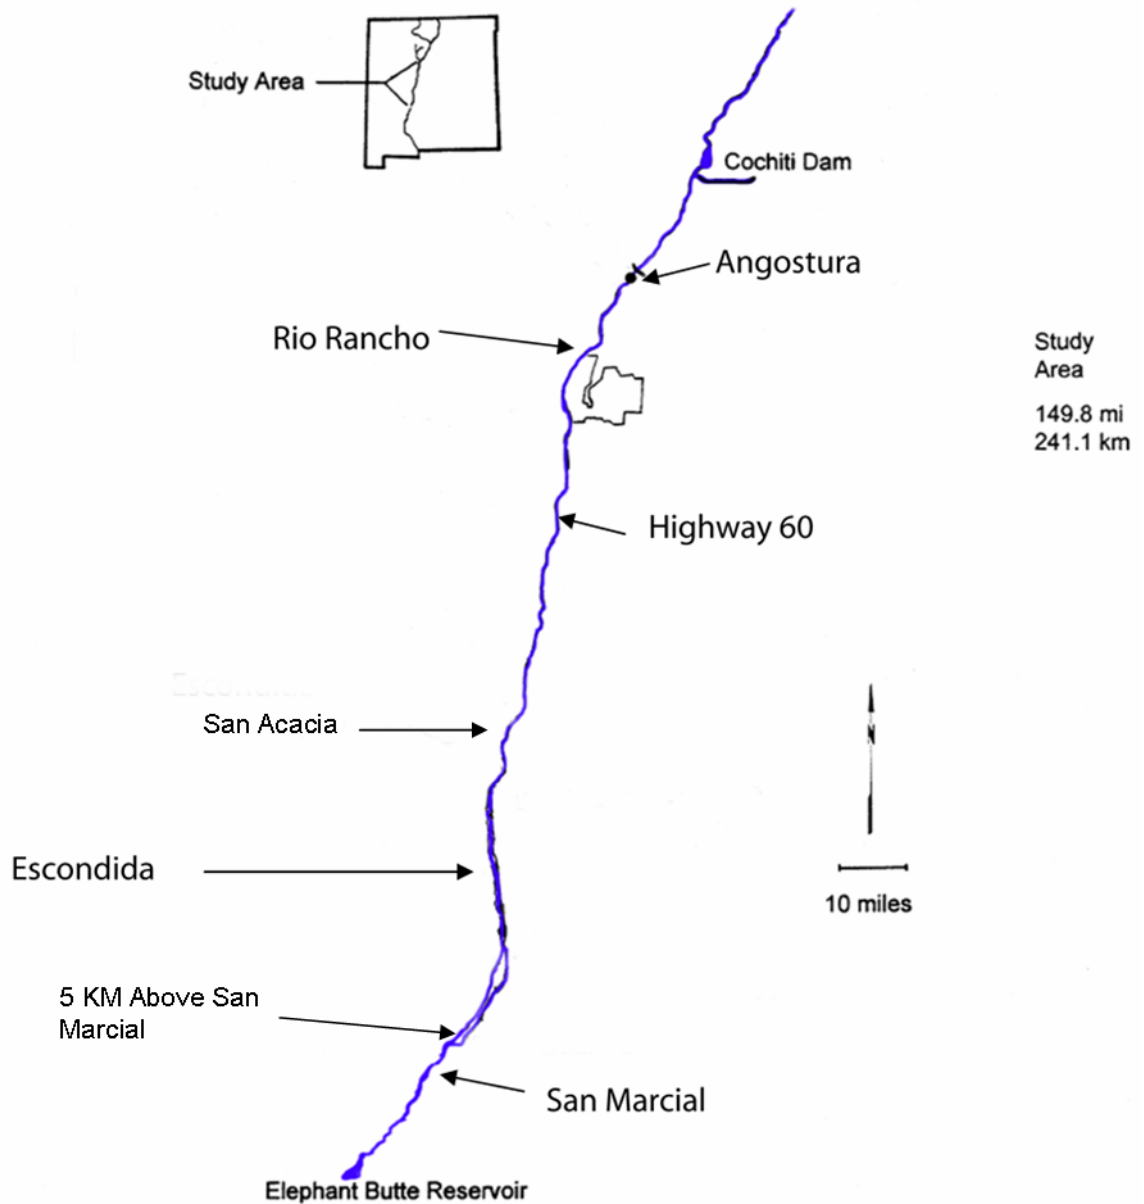 Study Area
Cochiti Dam
Angostura
Rio Rancho
Study
Area
149.8 mi
241.1 km
Highway 60
San Acacia
N
Escondida
10 miles
5 KM Above San
Marcial
San Marcial
Elephant Butte Reservoir